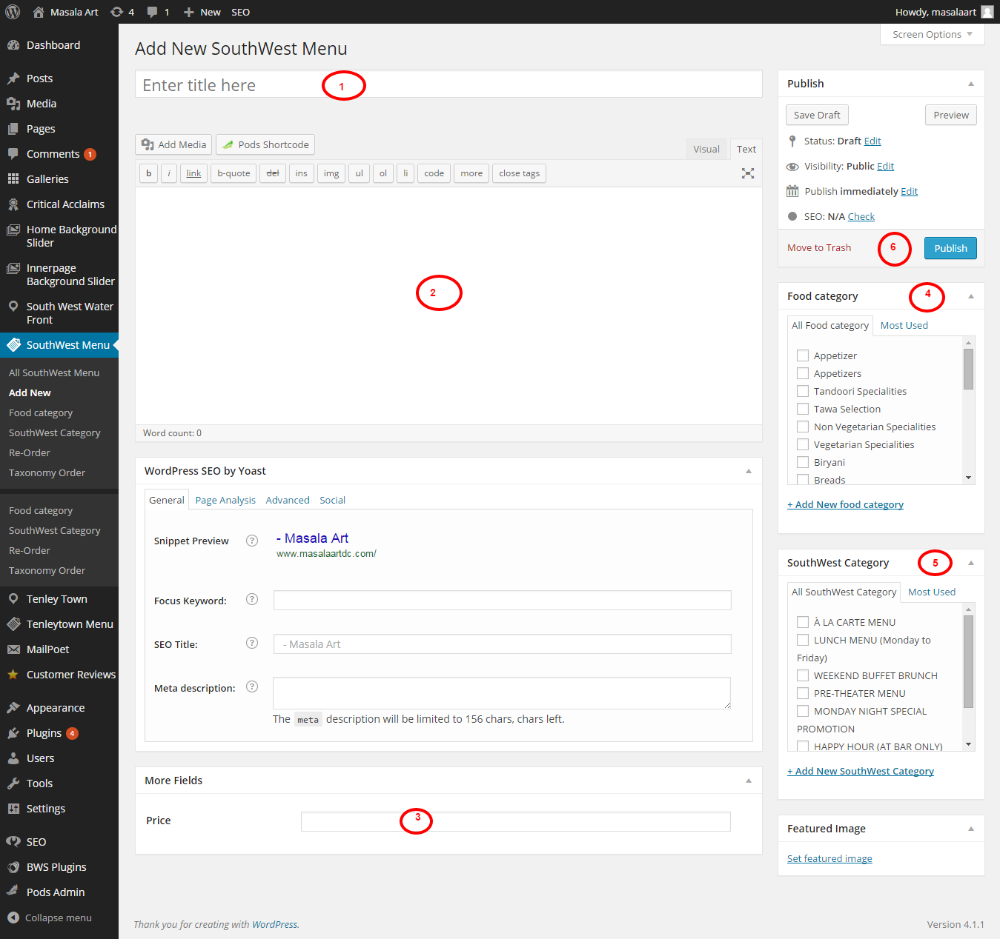 Masala Art 4 1 New SEO Howdy, masalaart
Screen Options
Dashboard
Posts
Media
Pages
Comments 1
Galleries
Critical Acclaims
Home Background
Slider
Innerpage
Background Slider
South West Water
Front
SouthWest Menu
All SouthWest Menu
Add New
Food category
SouthWest Category
Re-Order
Taxonomy Order
Food category
SouthWest Category
Re-Order
Taxonomy Order
Tenley Town
Tenleytown Menu
MailPoet
Customer Reviews
Appearance
Plugins 4
Users
Tools
Settings
SEO
BWS Plugins
Pods Admin
Collapse menu
Add New SouthWest Menu
Enter title here 1
Add Media Pods Shortcode Visual Text
b i link b-quote del ins img ul ol li code more close tags
2
Word count: 0
WordPress SEO by Yoast
General Page Analysis Advanced Social
Snippet Preview ? - Masala Art
www.masalaartdc.com/
Focus Keyword: ?
SEO Title: ? - Masala Art
Meta description: ?
The meta description will be limited to 156 chars, chars left.
More Fields
Price 3
Publish
Save Draft Preview
Status: Draft Edit
Visibility: Public Edit
Publish immediately Edit
SEO: N/A Check
Move to Trash 6 Publish
Food category 4
All Food category Most Used
Appetizer
Appetizers
Tandoori Specialities
Tawa Selection
Non Vegetarian Specialities
Vegetarian Specialities
Biryani
Breads
+ Add New food category
SouthWest Category 5
All SouthWest Category Most Used
À LA CARTE MENU
LUNCH MENU (Monday to
Friday)
WEEKEND BUFFET BRUNCH
PRE-THEATER MENU
MONDAY NIGHT SPECIAL
PROMOTION
HAPPY HOUR (AT BAR ONLY)
+ Add New SouthWest Category
Featured Image
Set featured image
Thank you for creating with WordPress. Version 4.1.1